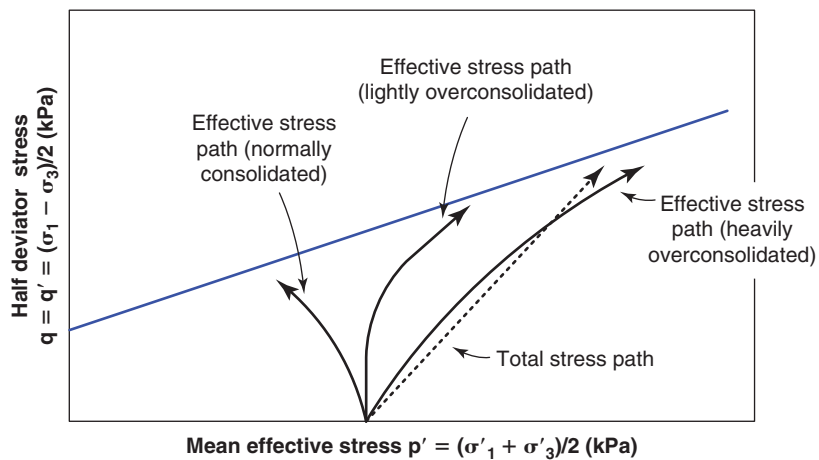 Effective stress path
(lightly overconsolidated)
Effective stress
path (normally
consolidated)
Half deviator stress
q = q′ = (σ1 − σ3)/2 (kPa)
Effective stress
path (heavily
overconsolidated)
Total stress path
Mean effective stress p′ = (σ′1 + σ′3)/2 (kPa)